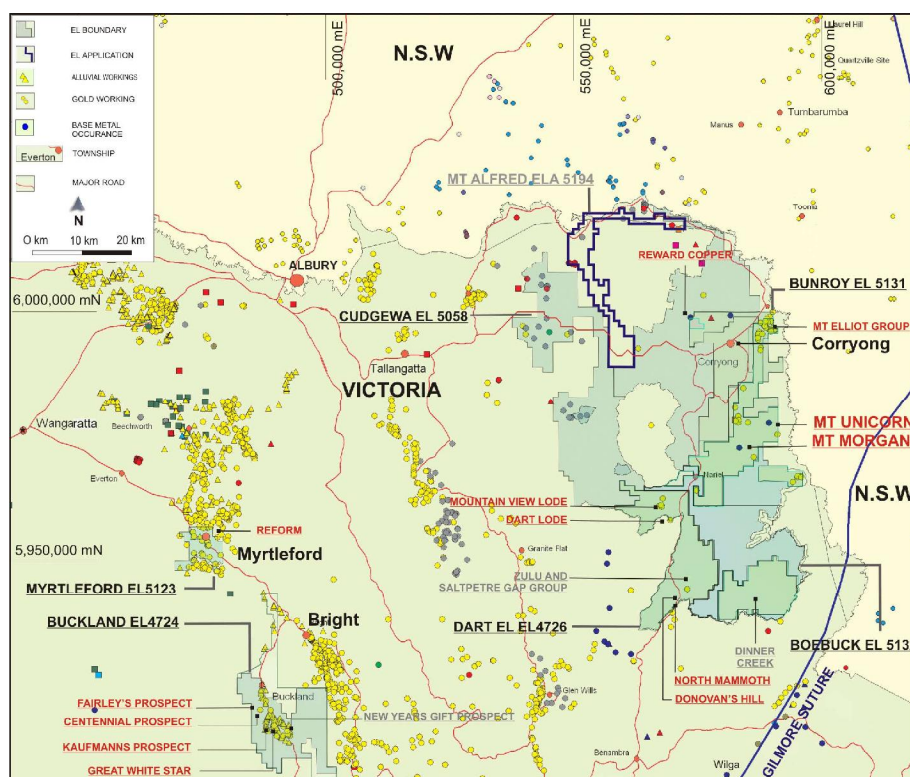 EL BOUNDARY
EL APPLICATION
ALLUVIAL WORKINGS
GOLD WORKING
BASE METAL
OCCURANCE
Everton
TOWNSHIP
MAJOR ROAD
N
O km 10 km 20 km
500,000 mE
550,000 mE
600,000 mE
N.S.W
Laurel Hill
Quartzville Site
Tumbarumba
Manus
Tooma
MT ALFRED ELA 5194
REWARD COPPER
ALBURY
6,000,000 mN
BUNROY EL 5131
CUDGEWA EL 5058
MT ELLIOT GROUP
Corryong
Corryong
Tallangatta
VICTORIA
Wangaratta
Beechworth
MT UNICORN
MT MORGAN
Everton
Nariel
N.S.W
MOUNTAIN VIEW LODE
DART LODE
REFORM
5,950,000 mN
Myrtleford
Granite Flat
ZULU AND
SALTPETRE GAP GROUP
MYRTLEFORD EL5123
BUCKLAND EL4724
Bright
DART EL EL4726
DINNER
CREEK
BOEBUCK EL 513
NORTH MAMMOTH
DONOVAN'S HILL
Buckland
Glen Wills
FAIRLEY'S PROSPECT
CENTENNIAL PROSPECT
NEW YEARS GIFT PROSPECT
KAUFMANNS PROSPECT
GREAT WHITE STAR
Benambra
Wilga
GILMORE SUTURE